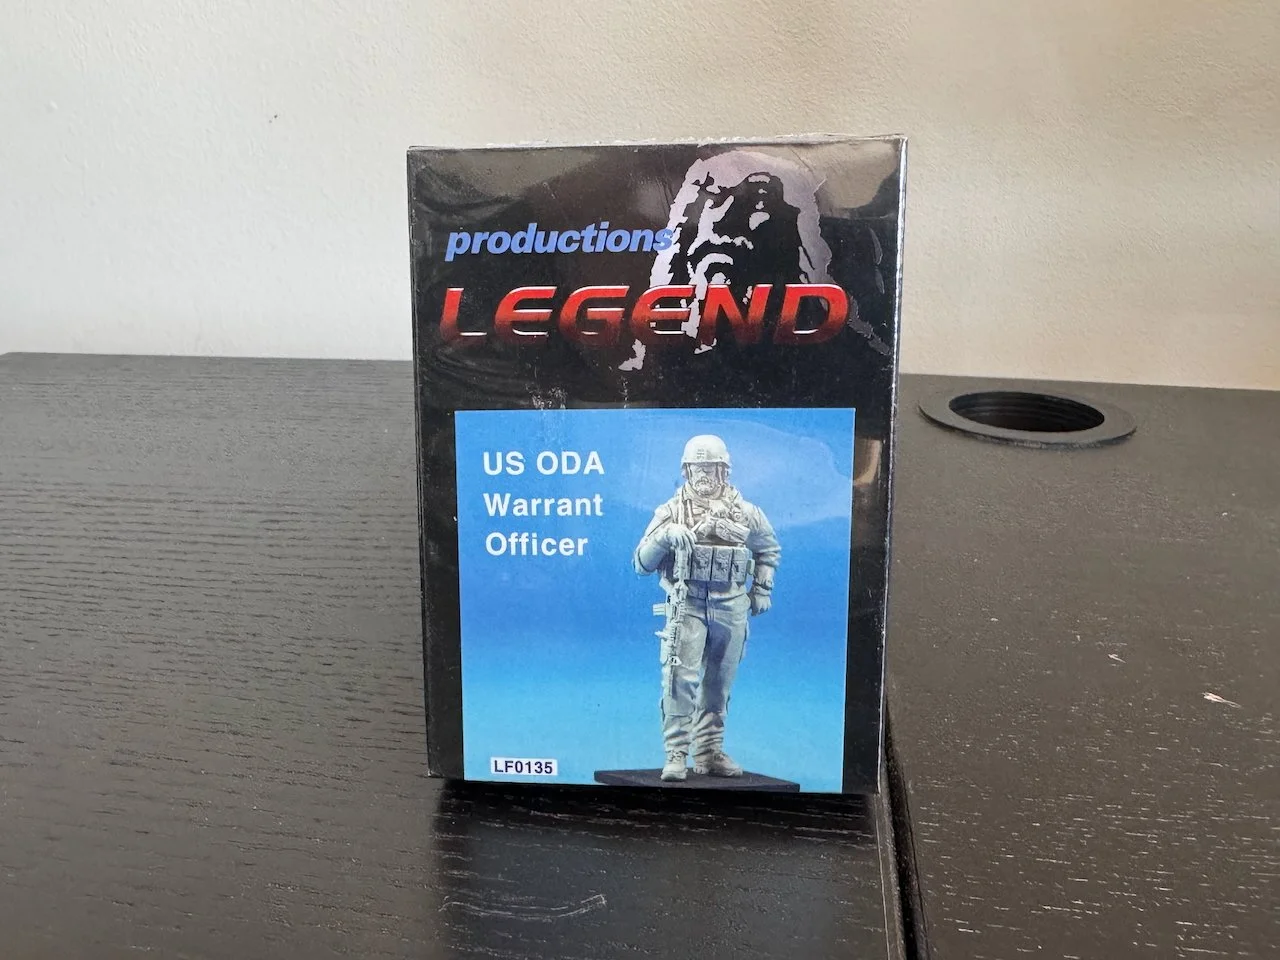 productions
LEGEND
US ODA
Warrant
Officer
LF0135